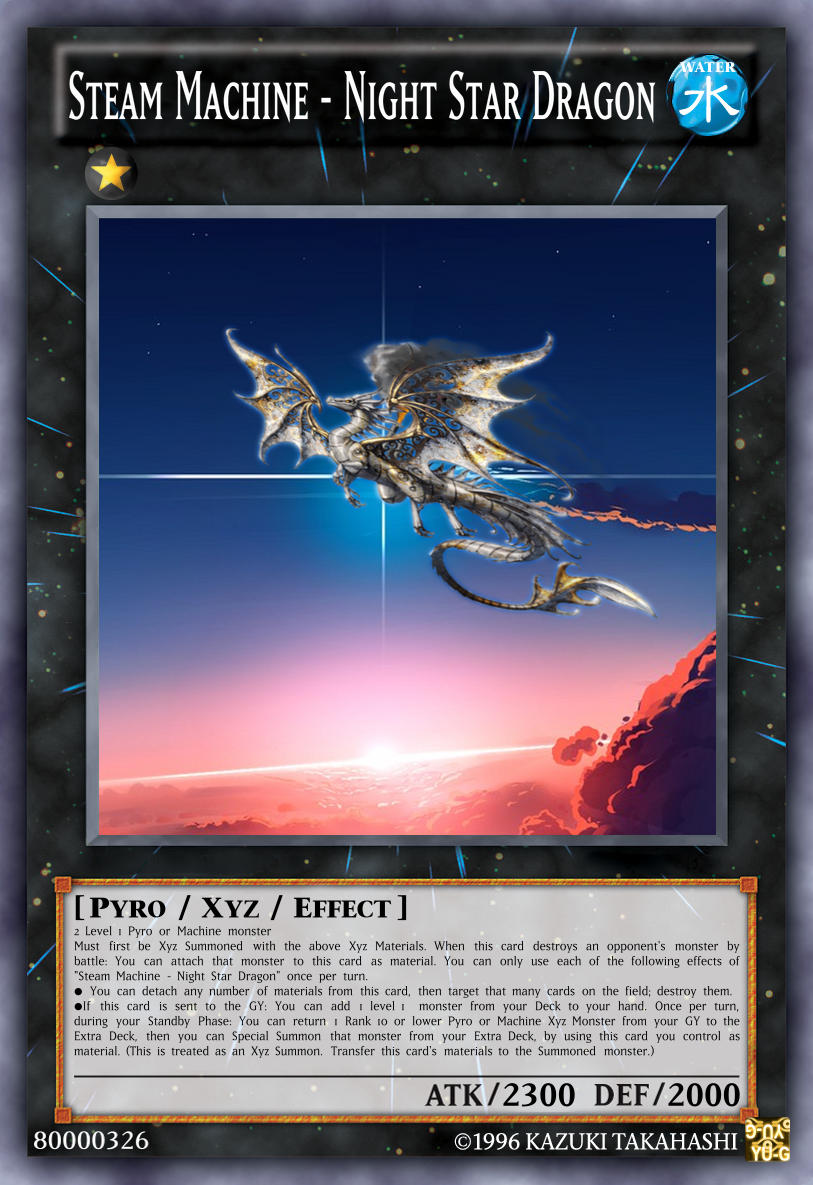 STEAM MACHINE - NIGHT STAR DRAGON
WATER
水
[ PYRO / XYZ / EFFECT ]
2 Level 1 Pyro or Machine monster
Must first be Xyz Summoned with the above Xyz Materials. When this card destroys an opponent's monster by
battle: You can attach that monster to this card as material. You can only use each of the following effects of
"Steam Machine - Night Star Dragon" once per turn.
● You can detach any number of materials from this card, then target that many cards on the field; destroy them.
●If this card is sent to the GY: You can add 1 level 1 monster from your Deck to your hand. Once per turn,
during your Standby Phase: You can return 1 Rank 10 or lower Pyro or Machine Xyz Monster from your GY to the
Extra Deck, then you can Special Summon that monster from your Extra Deck, by using this card you control as
material. (This is treated as an Xyz Summon. Transfer this card's materials to the Summoned monster.)
ATK/2300 DEF/2000
80000326
©1996 KAZUKI TAKAHASHI